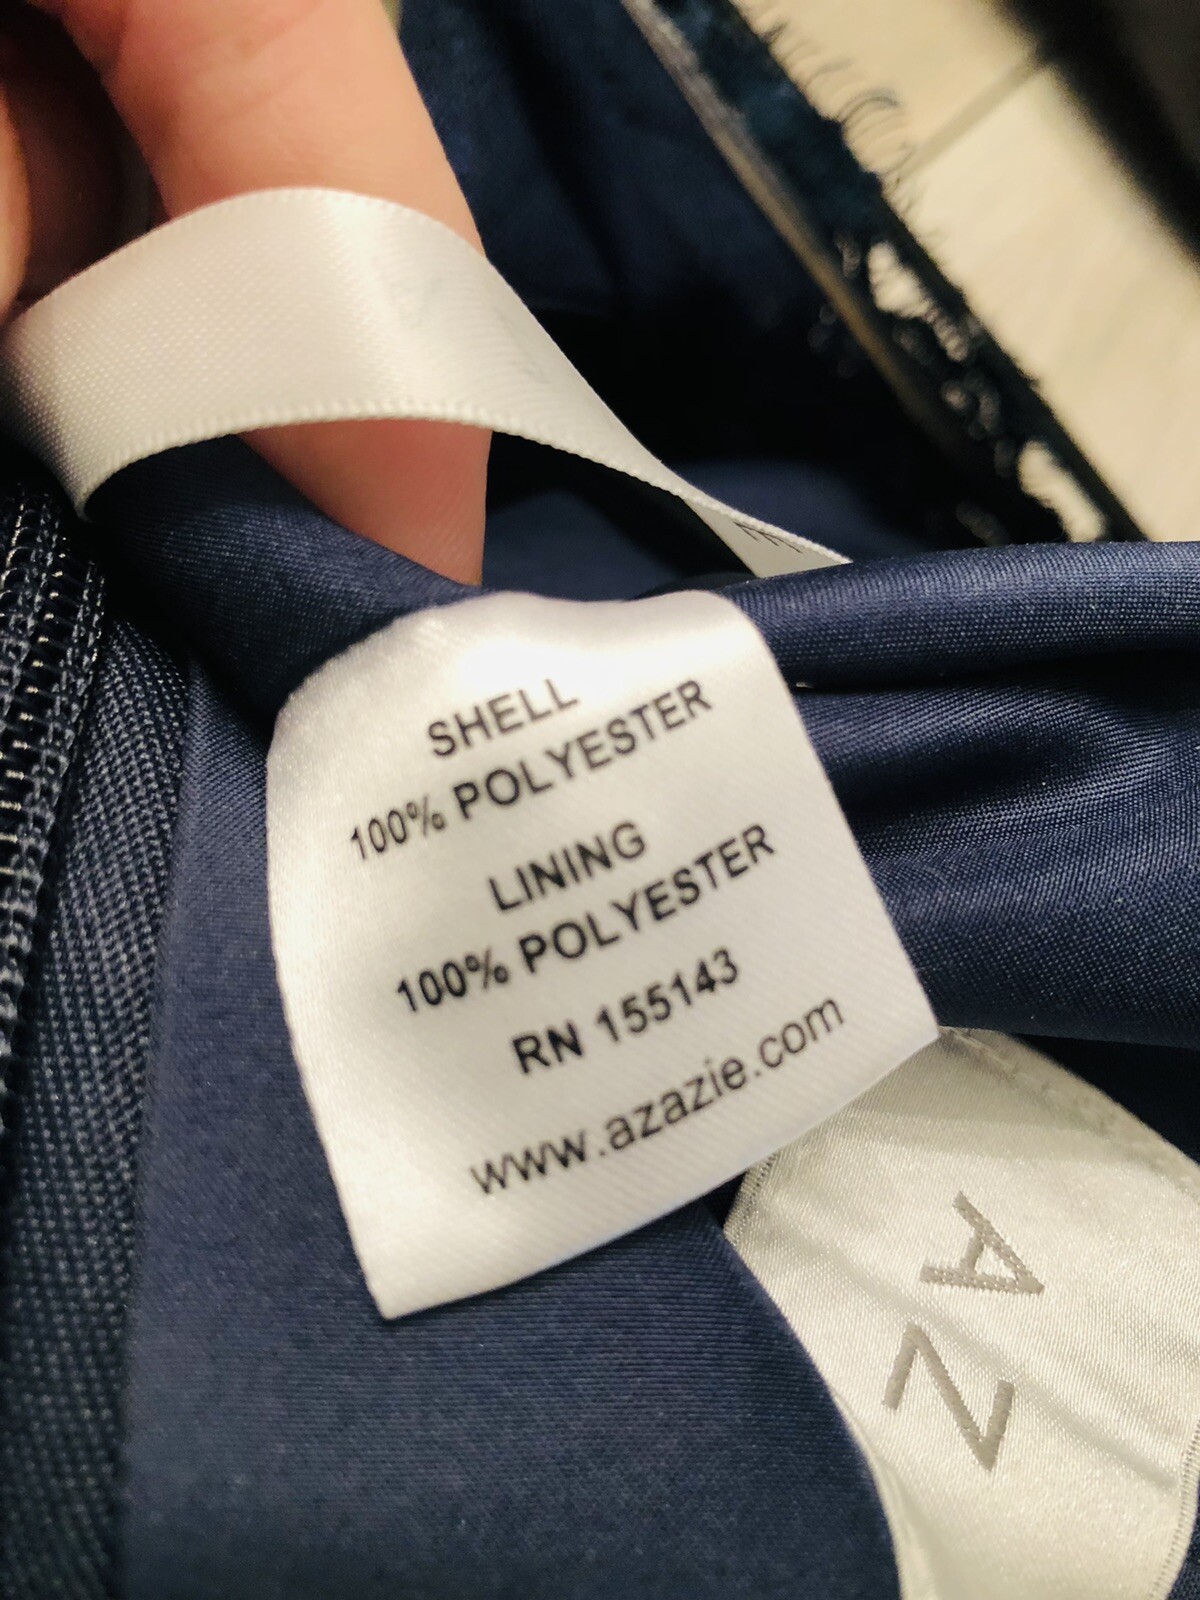 SHELL
100% POLYESTER
LINING
100% POLYESTER
RN 155143
www.azazie.com
AZ